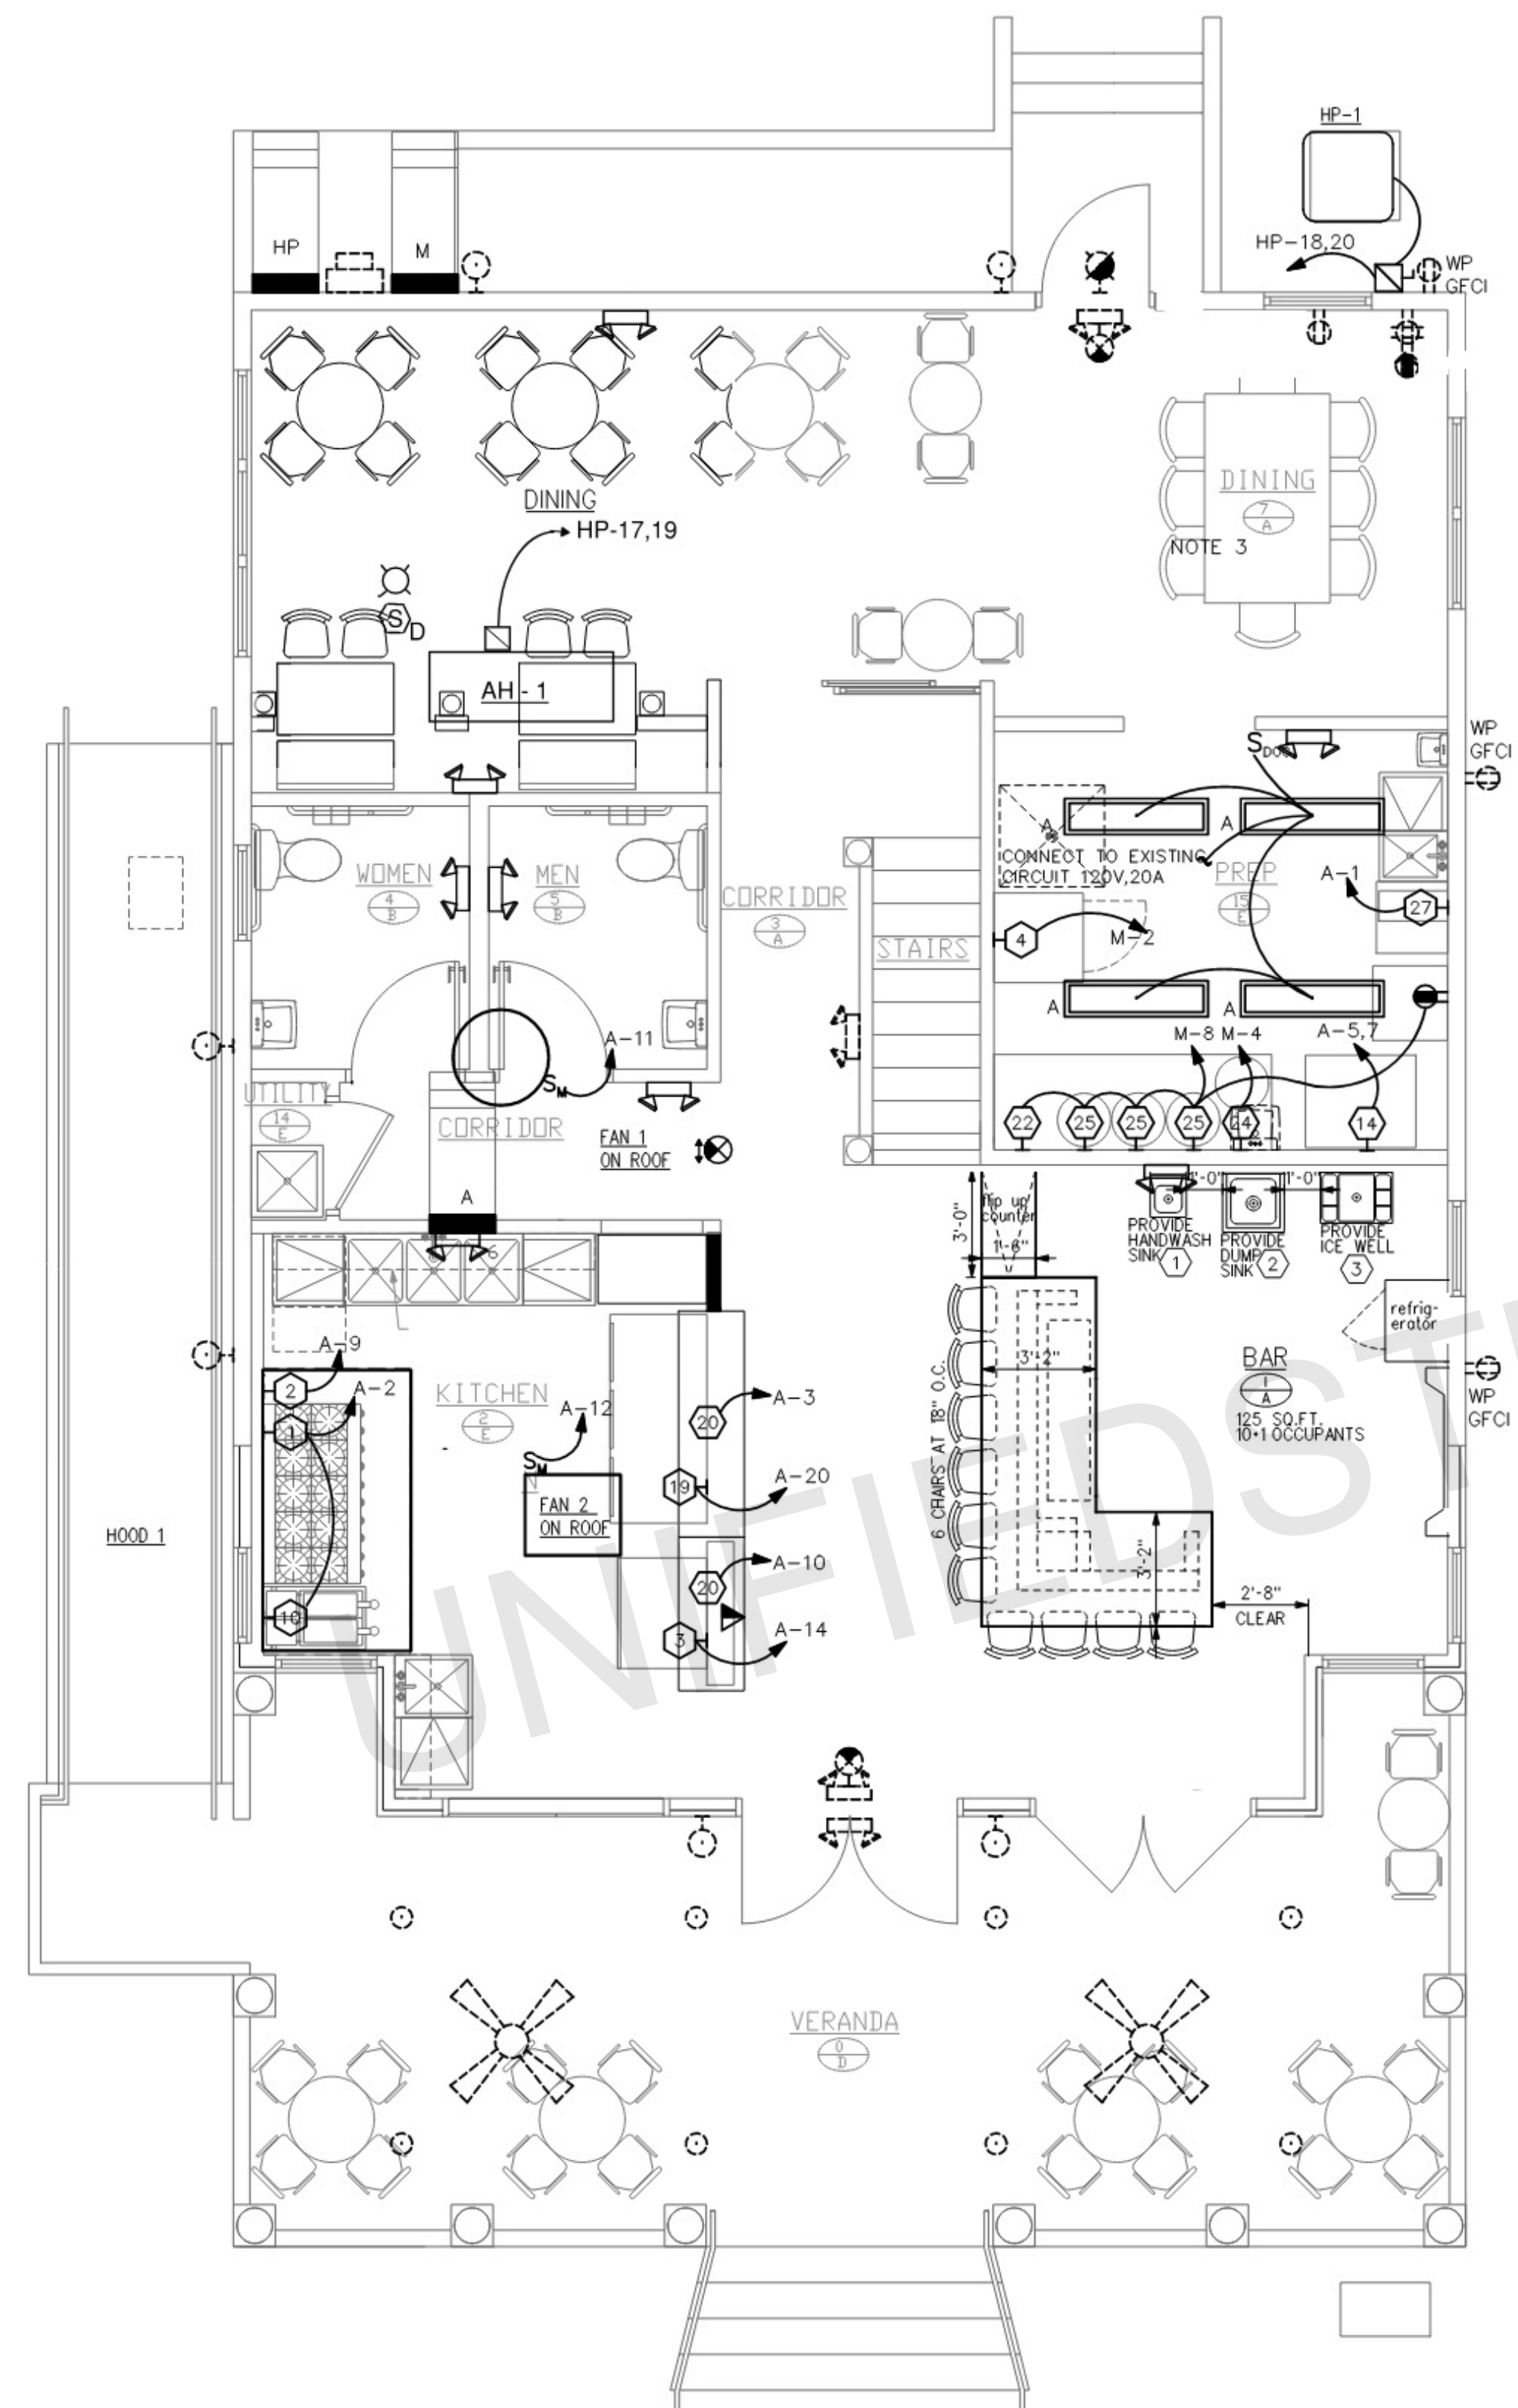 HP-1
HP
M
HP-18,20
WP
GFCI
DINING
HP-17,19
DINING
7
A
NOTE 3
S
D
AH - 1
WP
GFCI
A
A
A
CONNECT TO EXISTING
CIRCUIT 120V,20A
PREP
15
E
A-1
27
WOMEN
4
B
MEN
5
B
CORRIDOR
3
A
STAIRS
4
M-2
A
A
M-8
M-4
A-5,7
A-11
SM
UTILITY
14
E
CORRIDOR
FAN 1
ON ROOF
22
25
25
25
24
14
A
3'-0"
flip up
counter
1'-6"
1'-0"
1'-0"
PROVIDE
HANDWASH
SINK
1
PROVIDE
DUMP
SINK
2
PROVIDE
ICE WELL
3
refrig-
erator
A-9
2
A-2
1
KITCHEN
2
E
A-12
SM
FAN 2
ON ROOF
20
A-3
19
A-20
20
A-10
3
A-14
3'-2"
6 CHAIRS AT 18" O.C.
BAR
1
A
125 SQ.FT.
10+1 OCCUPANTS
WP
GFCI
HOOD 1
3'-2"
2'-8"
CLEAR
VERANDA
0
D
UNIFIEDST